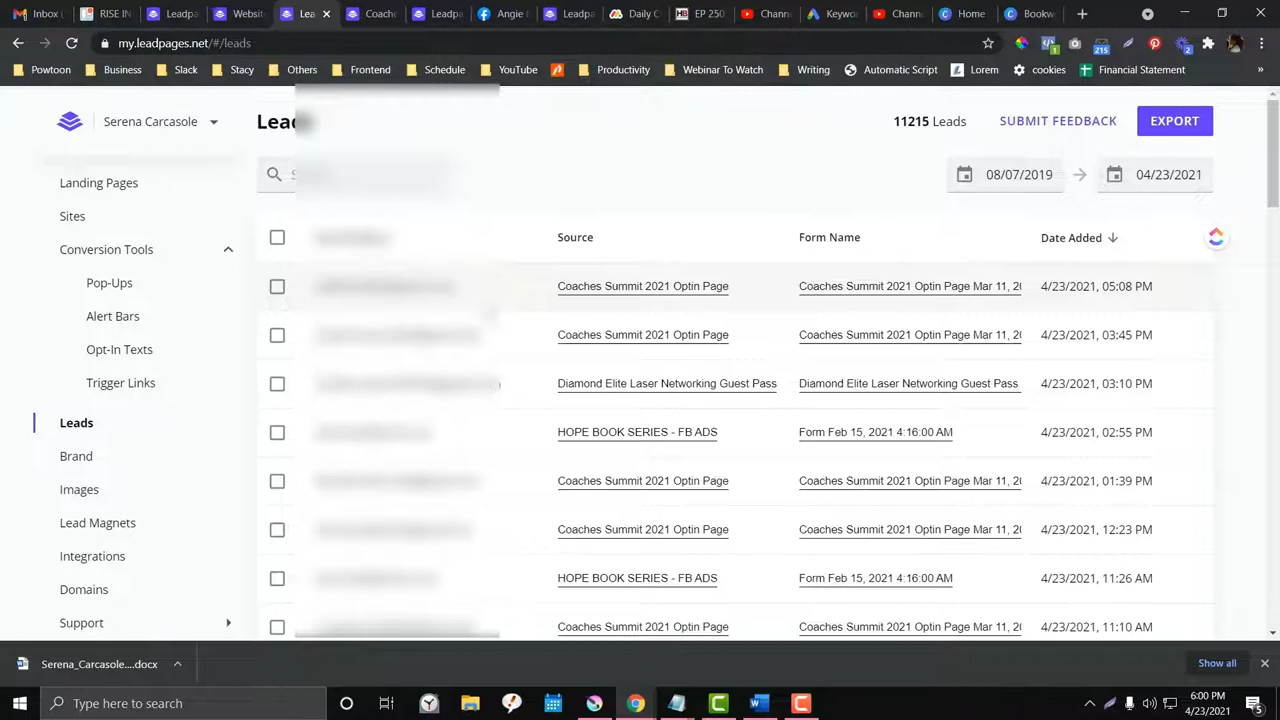 Inbox (
RISE IN
Leadpa
Website
Lea
Coache
Leadpa
Angie
Leadpa
Daily C
EP 250
Chann
Keywor
Chann
Home
Bookw
my.leadpages.net/#/leads
215
2
Powtoon
Business
Slack
Stacy
Others
Frontend
Schedule
YouTube
Productivity
Webinar To Watch
Writing
Automatic Script
Lorem
cookies
Financial Statement
Serena Carcasole
11215 Leads
SUBMIT FEEDBACK
EXPORT
08/07/2019
04/23/2021
Landing Pages
Sites
Conversion Tools
Pop-Ups
Alert Bars
Opt-In Texts
Trigger Links
Leads
Brand
Images
Lead Magnets
Integrations
Domains
Support
Source Form Name Date Added
Coaches Summit 2021 Optin Page Coaches Summit 2021 Optin Page Mar 11, 20 4/23/2021, 05:08 PM
Coaches Summit 2021 Optin Page Coaches Summit 2021 Optin Page Mar 11, 20 4/23/2021, 03:45 PM
Diamond Elite Laser Networking Guest Pass Diamond Elite Laser Networking Guest Pass 4/23/2021, 03:10 PM
HOPE BOOK SERIES - FB ADS Form Feb 15, 2021 4:16:00 AM 4/23/2021, 02:55 PM
Coaches Summit 2021 Optin Page Coaches Summit 2021 Optin Page Mar 11, 20 4/23/2021, 01:39 PM
Coaches Summit 2021 Optin Page Coaches Summit 2021 Optin Page Mar 11, 20 4/23/2021, 12:23 PM
HOPE BOOK SERIES - FB ADS Form Feb 15, 2021 4:16:00 AM 4/23/2021, 11:26 AM
Coaches Summit 2021 Optin Page Coaches Summit 2021 Optin Page Mar 11, 20 4/23/2021, 11:10 AM
Serena_Carcasole....docx
Show all
Type here to search
6:00 PM
4/23/2021
5